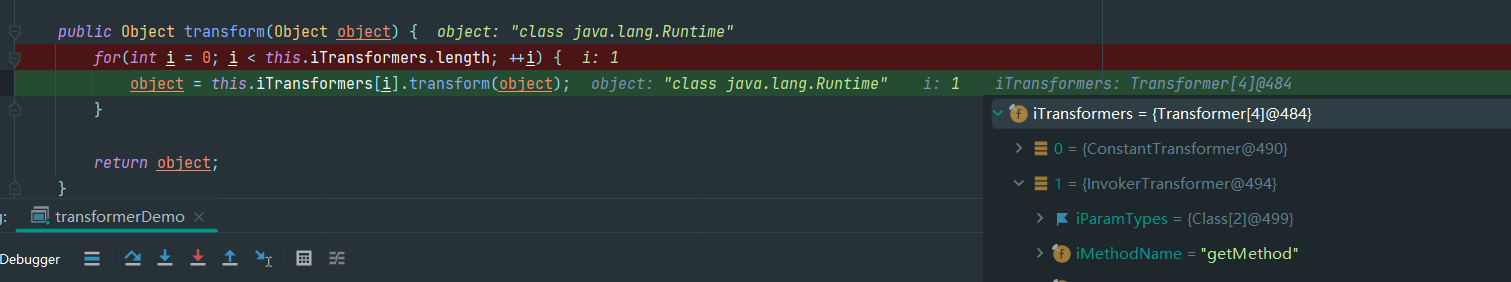 public Object transform(Object object) {  object: "class java.lang.Runtime"
for(int i = 0; i < this.iTransformers.length; ++i) {  i: 1
object = this.iTransformers[i].transform(object);  object: "class java.lang.Runtime"  i: 1  iTransformers: Transformer[4]@484
}
return object;
}
iTransformers = {Transformer[4]@484}
0 = {ConstantTransformer@490}
1 = {InvokerTransformer@494}
iParamTypes = {Class[2]@499}
iMethodName = "getMethod"
transformerDemo
Debugger